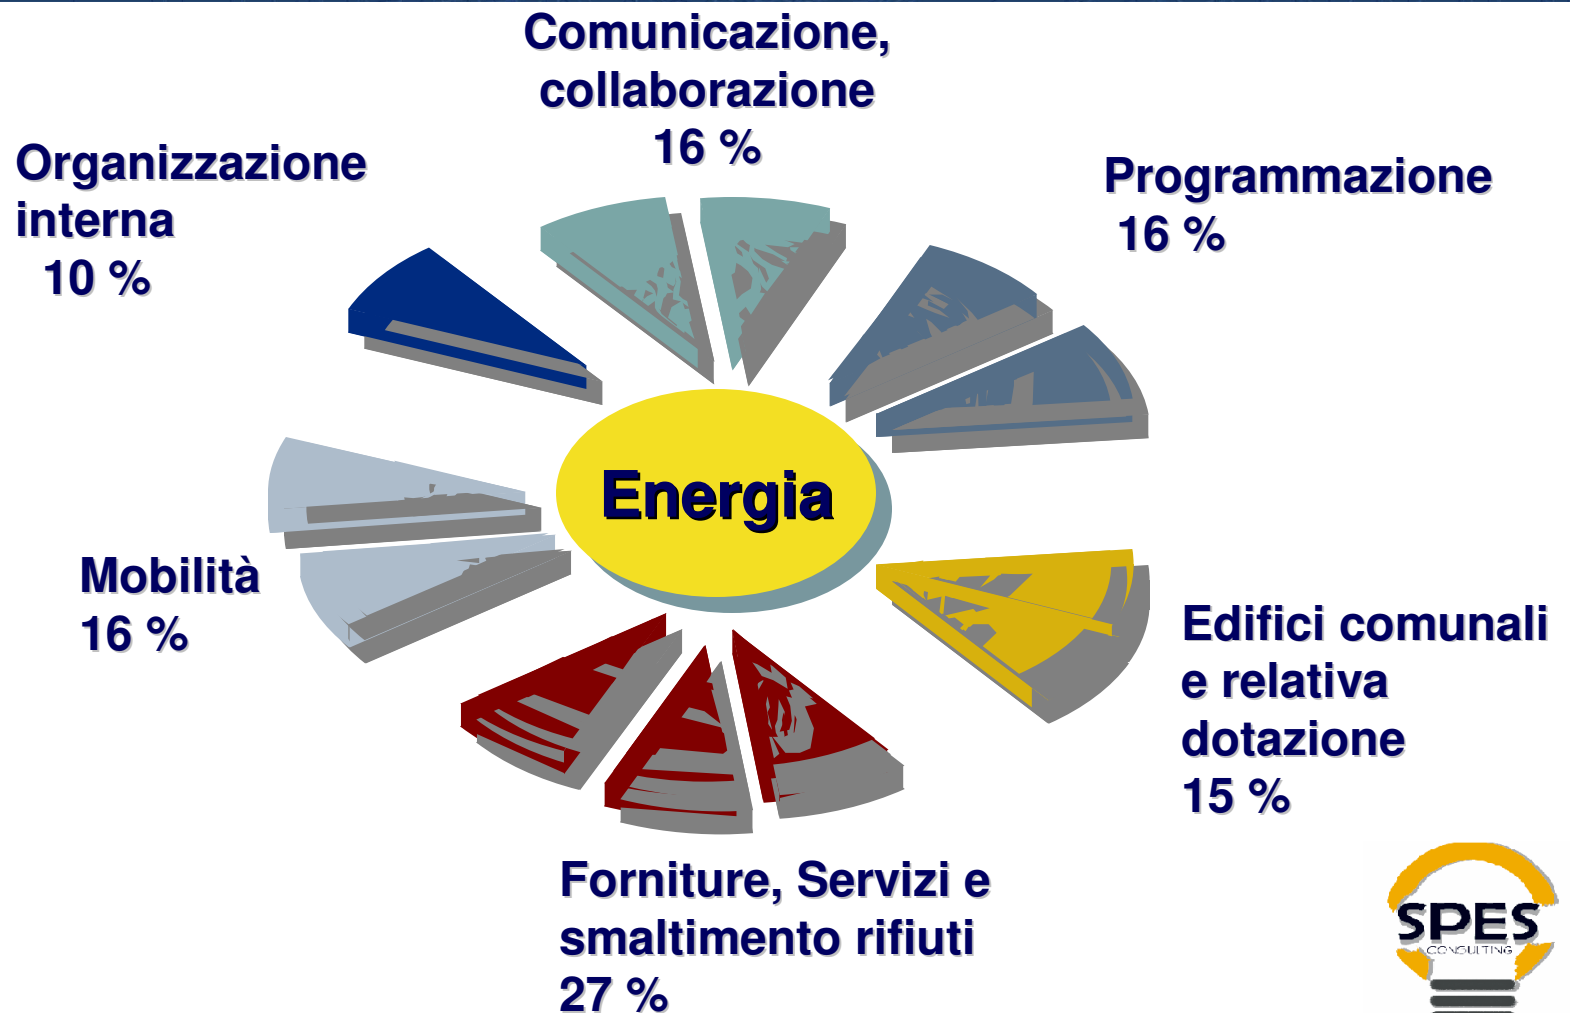 Comunicazione,
collaborazione
16 %
Organizzazione
interna
10 %
Programmazione
16 %
Energia
Mobilità
16 %
Edifici comunali
e relativa
dotazione
15 %
Forniture, Servizi e
smaltimento rifiuti
27 %
SPES
CONSULTING